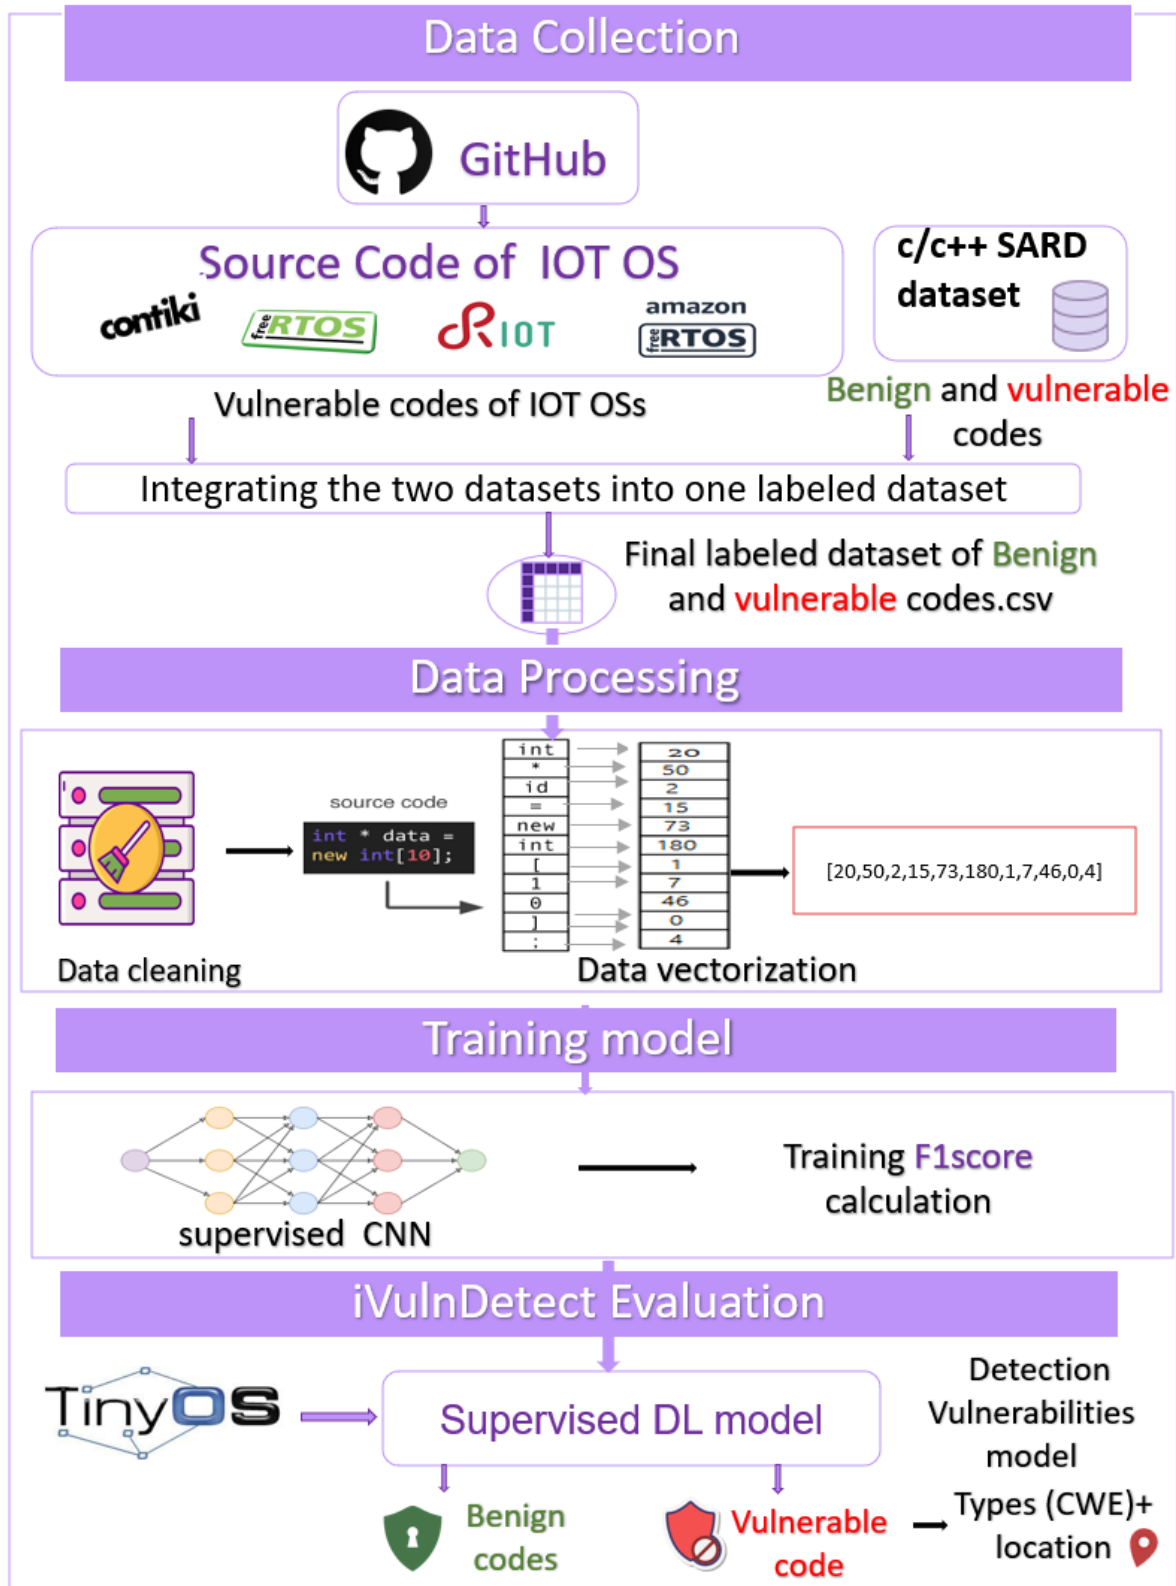 Data Collection
GitHub
Source Code of IOT OS
contiki
free RTOS
RIOT
amazon
free RTOS
c/c++ SARD
dataset
Vulnerable codes of IOT OSs
Benign and vulnerable
codes
Integrating the two datasets into one labeled dataset
Final labeled dataset of Benign
and vulnerable codes.csv
Data Processing
source code
int * data =
new int[10];
int
*
id
=
new
int
[
1
0
]
;
20
50
2
15
73
180
1
7
46
0
4
[20,50,2,15,73,180,1,7,46,0,4]
Data cleaning
Data vectorization
Training model
supervised CNN
Training F1score
calculation
iVulnDetect Evaluation
TinyOS
Supervised DL model
Detection
Vulnerabilities
model
Benign
codes
Vulnerable
code
Types (CWE)+
location